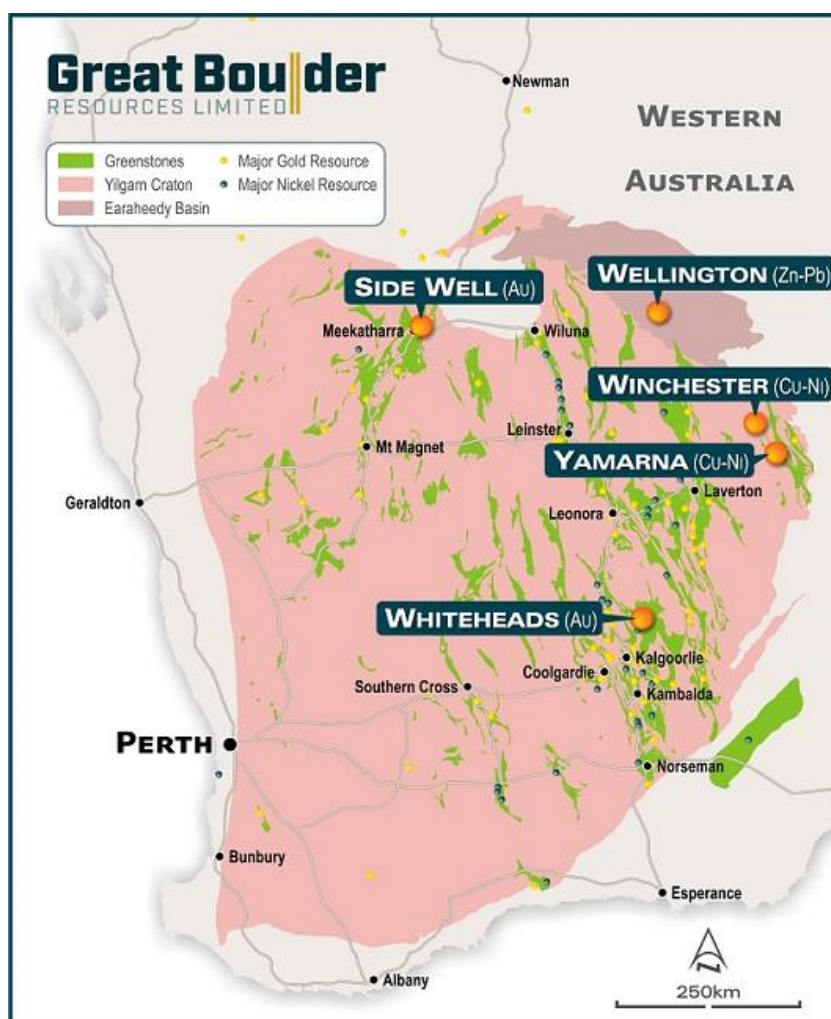 Great Boulder
RESOURCES LIMITED
Newman
WESTERN
AUSTRALIA
Greenstones
Major Gold Resource
Yilgarn Craton
Major Nickel Resource
Earaheedy Basin
SIDE WELL (Au)
WELLINGTON (Zn-Pb)
Meekatharra
Wiluna
WINCHESTER (Cu-Ni)
Leinster
Mt Magnet
YAMARNA (Cu-Ni)
Geraldton
Laverton
Leonora
WHITEHEADS (Au)
Kalgoorlie
Coolgardie
Southern Cross
Kambalda
PERTH
Norseman
Bunbury
Esperance
Albany
N
250km